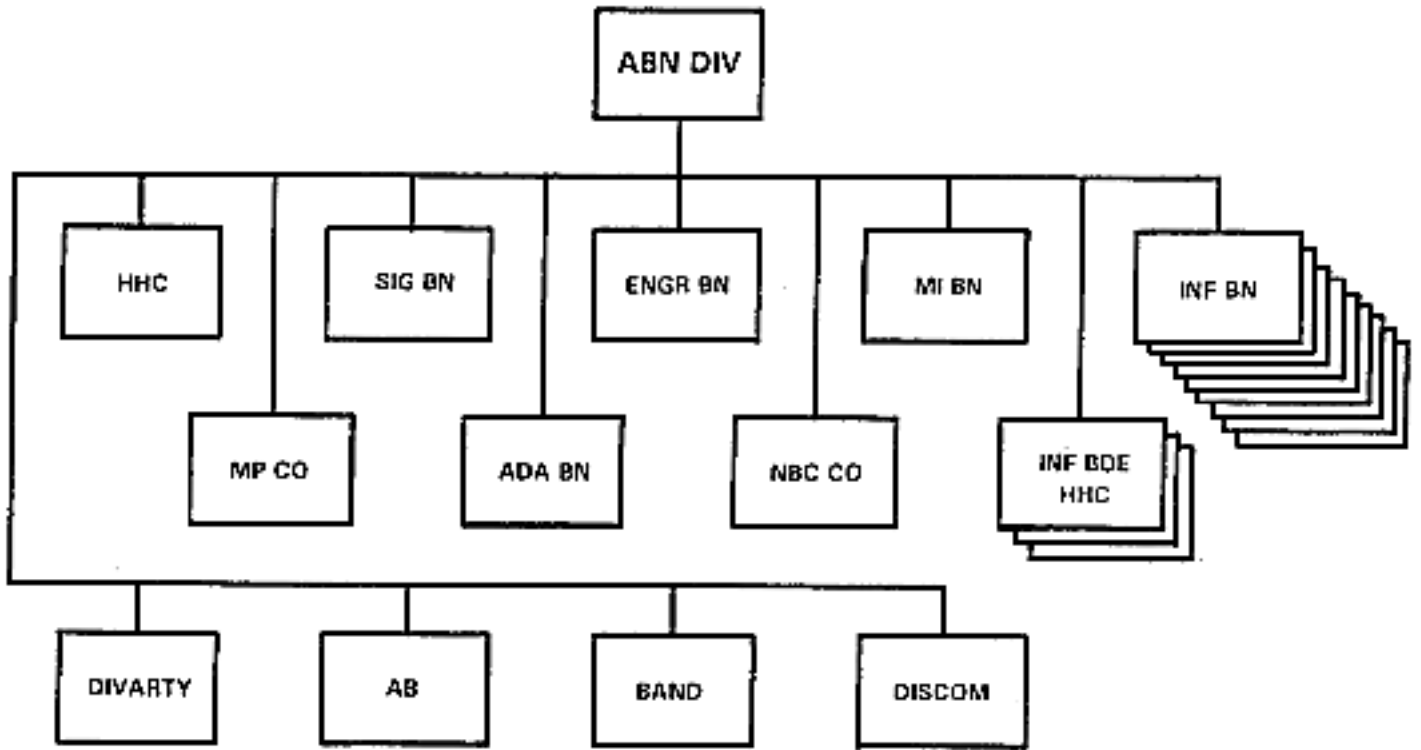 ABN DIV
HHC
SIG BN
ENGR BN
MI BN
INF BN
MP CO
ADA BN
NBC CO
INF BDE
HHC
DIVARTY
AB
BAND
DISCOM